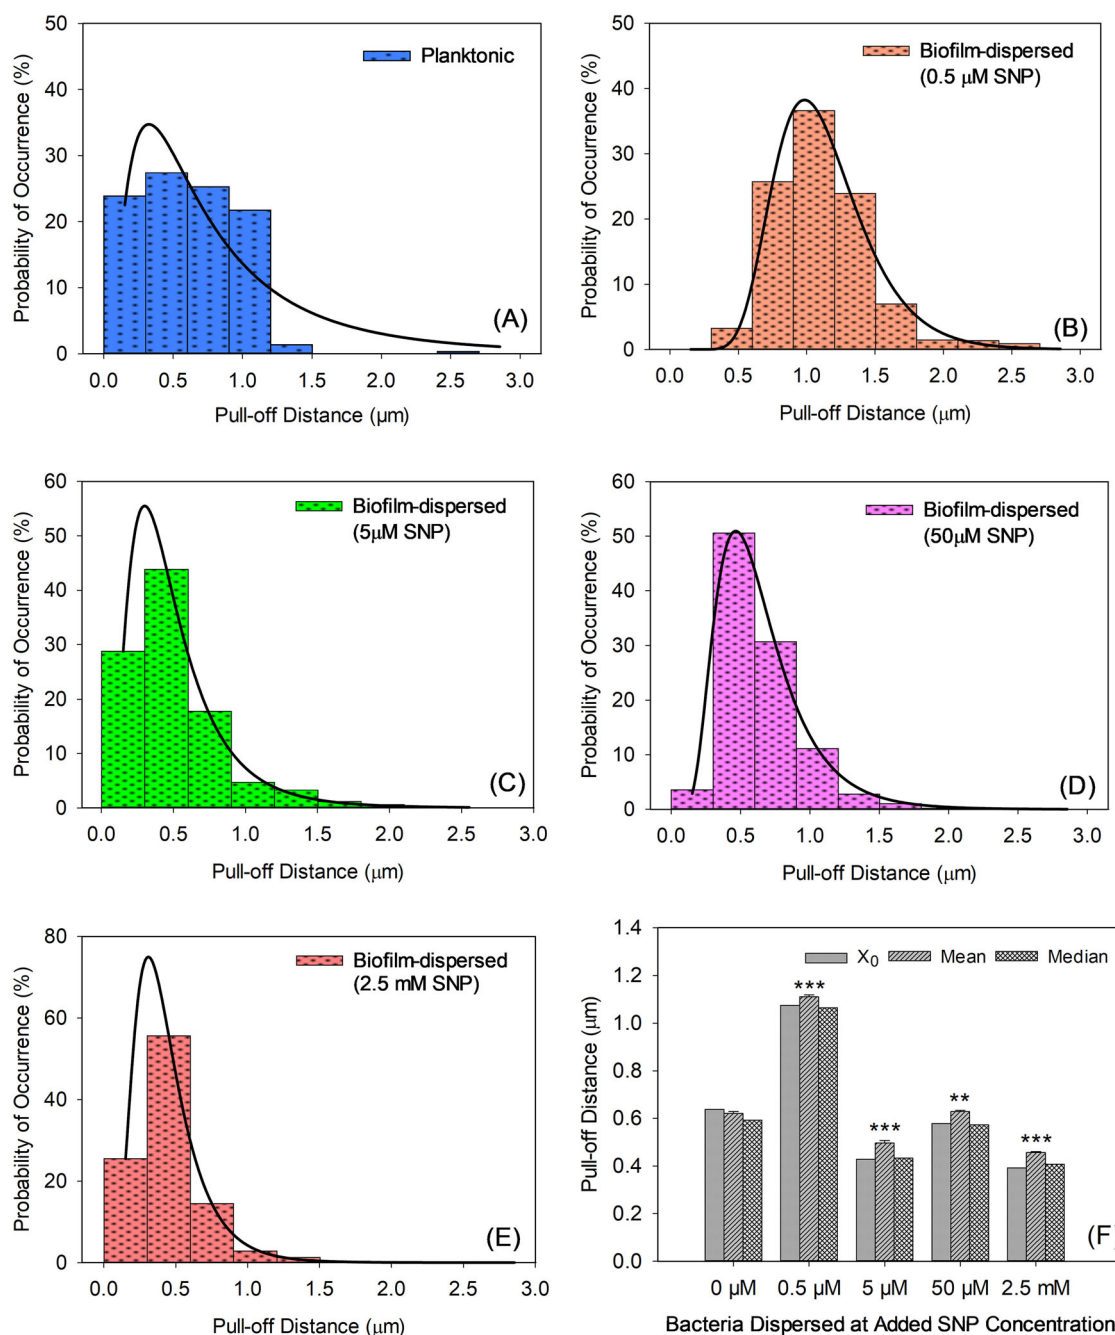 50
40
30
20
10
0
Probability of Occurrence (%)
Planktonic
(A)
0.0 0.5 1.0 1.5 2.0 2.5 3.0
Pull-off Distance (µm)
50
40
30
20
10
0
Probability of Occurrence (%)
Biofilm-dispersed
(0.5 µM SNP)
(B)
0.0 0.5 1.0 1.5 2.0 2.5 3.0
Pull-off Distance (µm)
60
50
40
30
20
10
0
Probability of Occurrence (%)
Biofilm-dispersed
(5µM SNP)
(C)
0.0 0.5 1.0 1.5 2.0 2.5 3.0
Pull-off Distance (µm)
60
50
40
30
20
10
0
Probability of Occurrence (%)
Biofilm-dispersed
(50µM SNP)
(D)
0.0 0.5 1.0 1.5 2.0 2.5 3.0
Pull-off Distance (µm)
80
60
40
20
0
Probability of Occurrence (%)
Biofilm-dispersed
(2.5 mM SNP)
(E)
0.0 0.5 1.0 1.5 2.0 2.5 3.0
Pull-off Distance (µm)
1.4
1.2
1.0
0.8
0.6
0.4
0.2
0.0
Pull-off Distance (µm)
X0 Mean Median
***
***
**
***
(F)
0 µM 0.5 µM 5 µM 50 µM 2.5 mM
Bacteria Dispersed at Added SNP Concentration